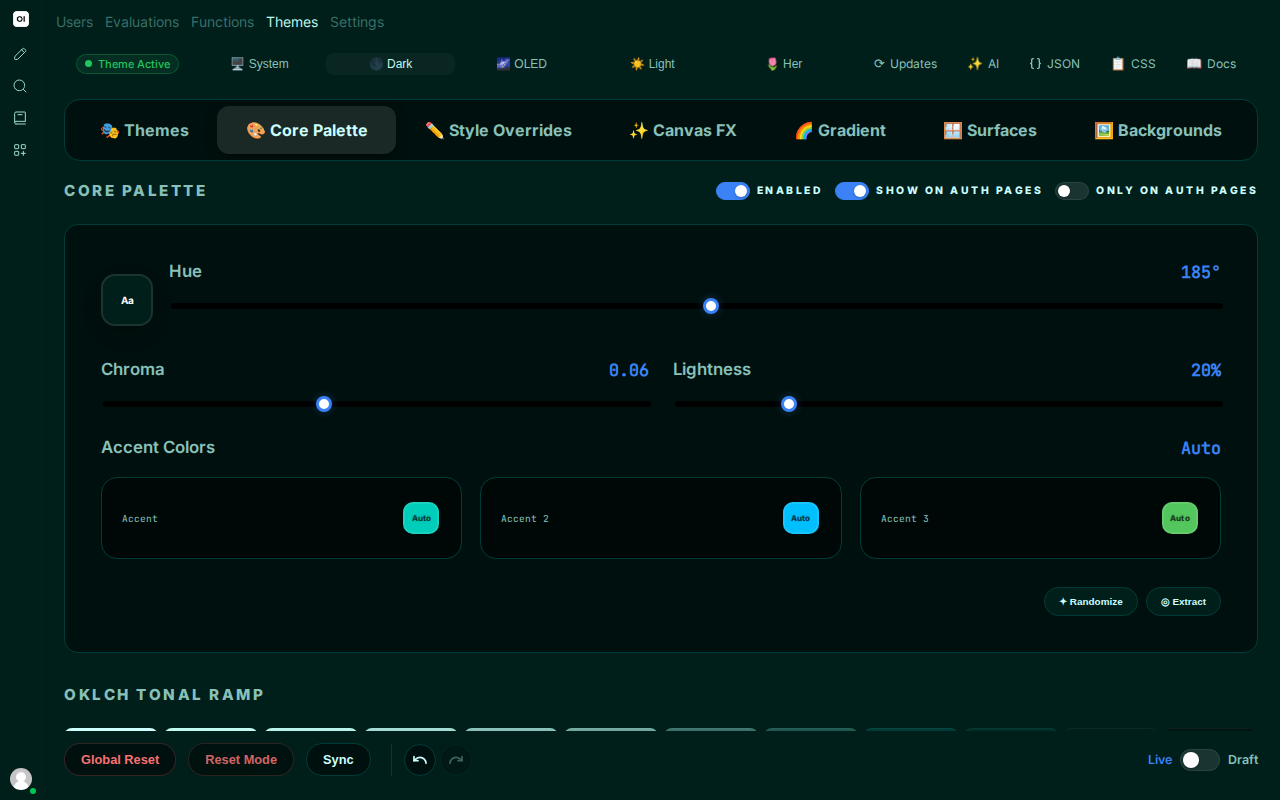 OI
Users Evaluations Functions Themes Settings
Theme Active 🖥️ System 🌑 Dark 🌌 OLED ☀️ Light 🌷 Her ⟳ Updates ✨ AI {} JSON 📋 CSS 📖 Docs
🎭 Themes 🎨 Core Palette ✏️ Style Overrides ✨ Canvas FX 🌈 Gradient 🪟 Surfaces 🖼️ Backgrounds
CORE PALETTE ENABLED SHOW ON AUTH PAGES ONLY ON AUTH PAGES
Hue 185°
Aa
Chroma 0.06 Lightness 20%
Accent Colors Auto
Accent Auto Accent 2 Auto Accent 3 Auto
✦ Randomize ◎ Extract
OKLCH TONAL RAMP
Global Reset Reset Mode Sync Live Draft